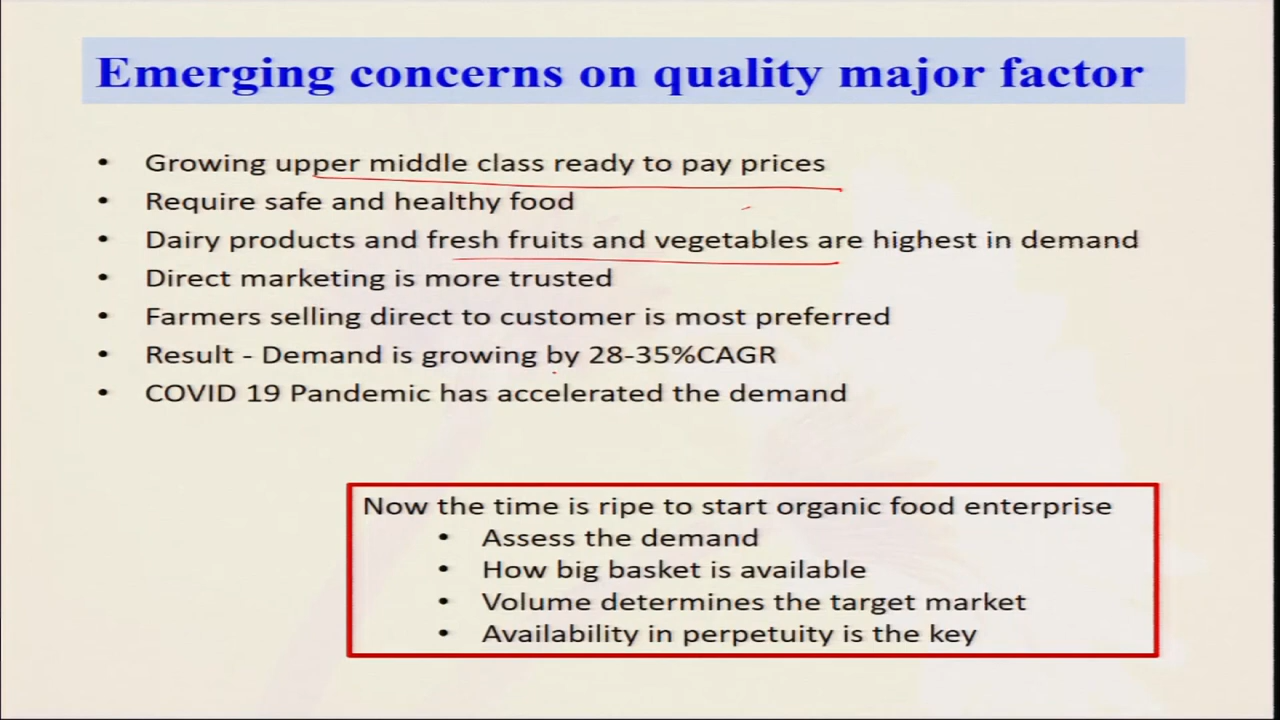 Emerging concerns on quality major factor
• Growing upper middle class ready to pay prices
• Require safe and healthy food
• Dairy products and fresh fruits and vegetables are highest in demand
• Direct marketing is more trusted
• Farmers selling direct to customer is most preferred
• Result - Demand is growing by 28-35%CAGR
• COVID 19 Pandemic has accelerated the demand
Now the time is ripe to start organic food enterprise
• Assess the demand
• How big basket is available
• Volume determines the target market
• Availability in perpetuity is the key